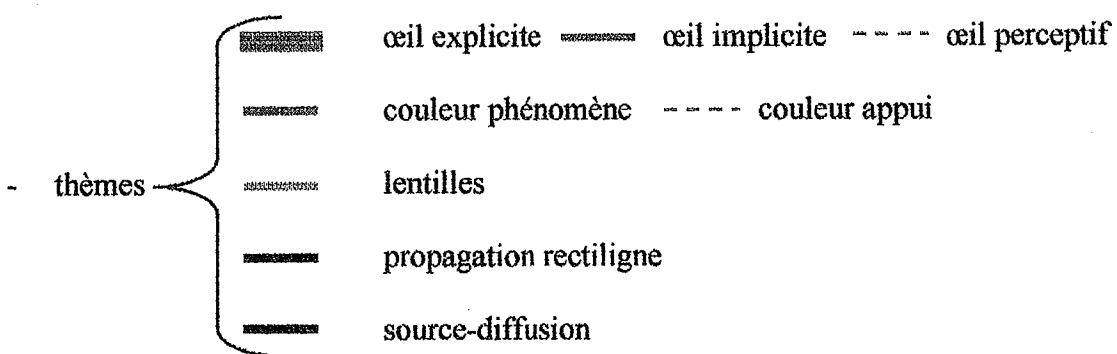 œil explicite œil implicite ---- œil perceptif
couleur phénomène ---- couleur appui
- thèmes lentilles
propagation rectiligne
source-diffusion